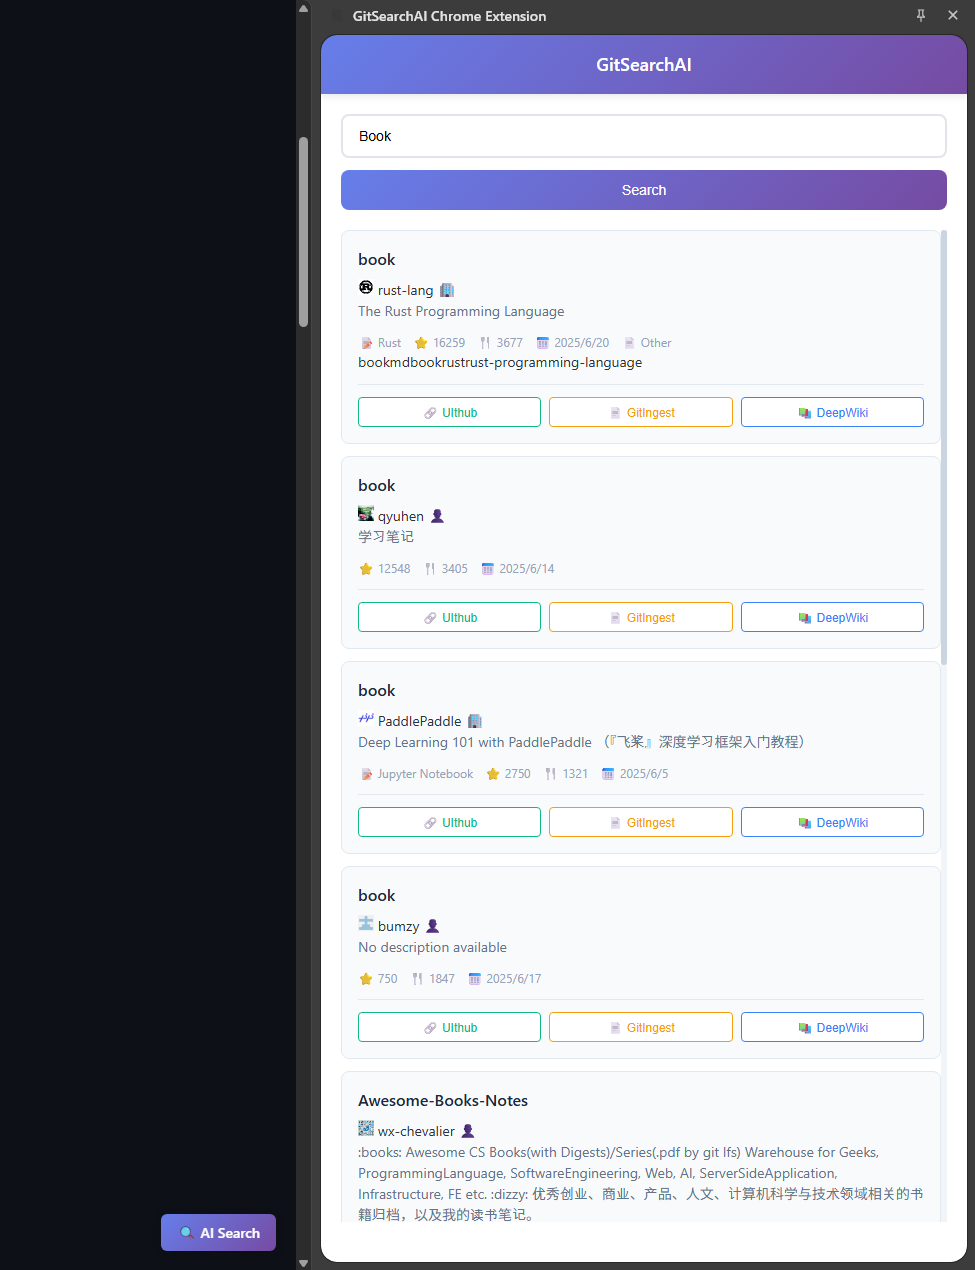 GitSearchAI Chrome Extension
GitSearchAI
Book
Search
book
rust-lang
The Rust Programming Language
Rust 16259 3677 2025/6/20 Other
bookmdbookrustrust-programming-language
UIthub GitIngest DeepWiki
book
qyuhen
学习笔记
12548 3405 2025/6/14
UIthub GitIngest DeepWiki
book
PaddlePaddle
Deep Learning 101 with PaddlePaddle （『飞桨』深度学习框架入门教程）
Jupyter Notebook 2750 1321 2025/6/5
UIthub GitIngest DeepWiki
book
bumzy
No description available
750 1847 2025/6/17
UIthub GitIngest DeepWiki
Awesome-Books-Notes
wx-chevalier
:books: Awesome CS Books(with Digests)/Series(.pdf by git lfs) Warehouse for Geeks,
ProgrammingLanguage, SoftwareEngineering, Web, AI, ServerSideApplication,
Infrastructure, FE etc. :dizzy: 优秀创业、商业、产品、人文、计算机科学与技术领域相关的书
籍归档，以及我的读书笔记。
AI Search